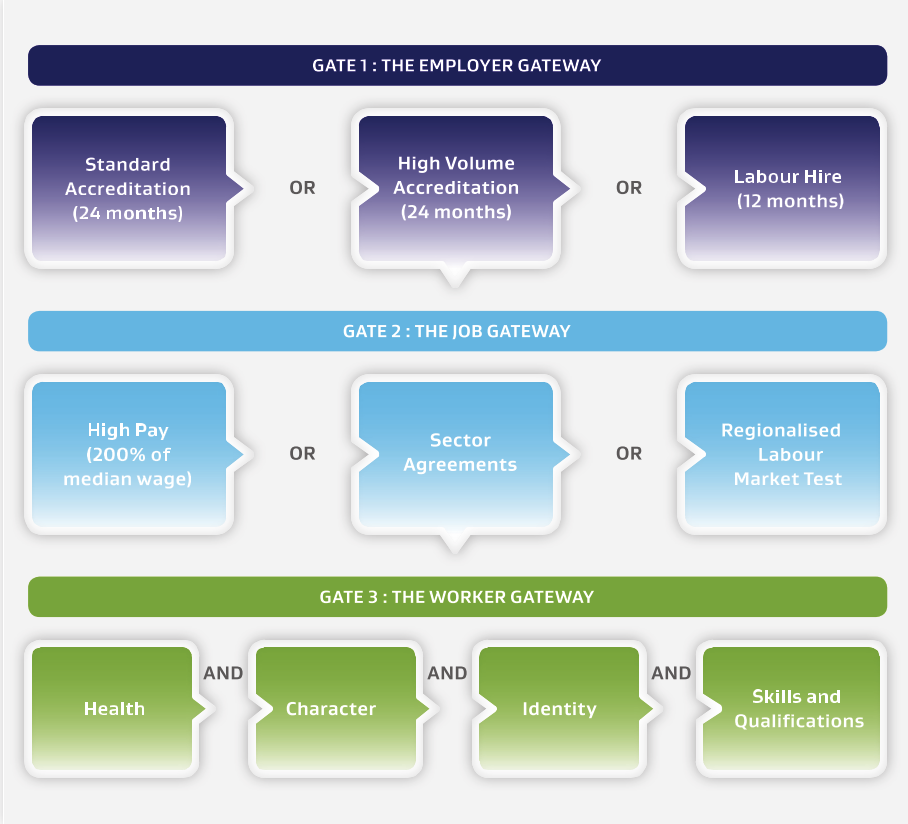 GATE 1 : THE EMPLOYER GATEWAY
Standard
Accreditation
(24 months)
OR
High Volume
Accreditation
(24 months)
OR
Labour Hire
(12 months)
GATE 2 : THE JOB GATEWAY
High Pay
(200% of
median wage)
OR
Sector
Agreements
OR
Regionalised
Labour
Market Test
GATE 3 : THE WORKER GATEWAY
Health
AND
Character
AND
Identity
AND
Skills and
Qualifications